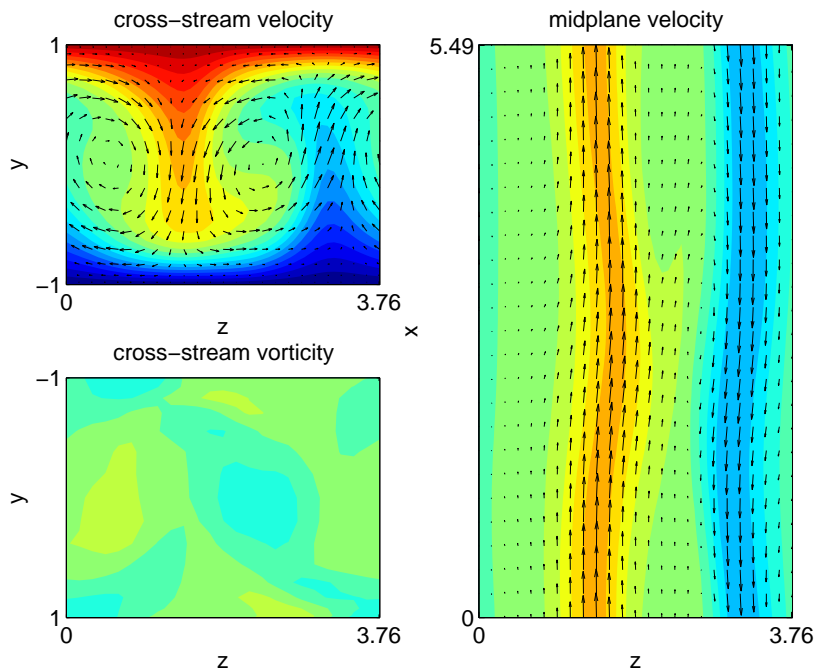 cross−stream velocity
1
y
−1
0
3.76
z
cross−stream vorticity
−1
y
1
0
3.76
z
midplane velocity
5.49
x
0
0
3.76
z